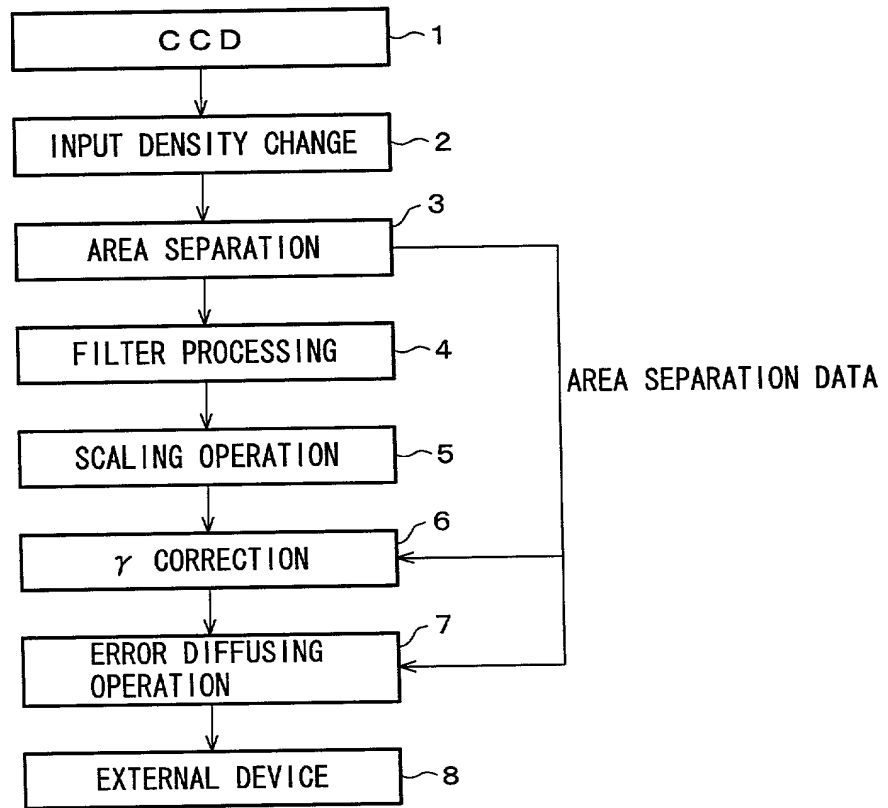 CCD
1
INPUT DENSITY CHANGE
2
3
AREA SEPARATION
FILTER PROCESSING
4
AREA SEPARATION DATA
SCALING OPERATION
5
6
γ CORRECTION
7
ERROR DIFFUSING
OPERATION
EXTERNAL DEVICE
8